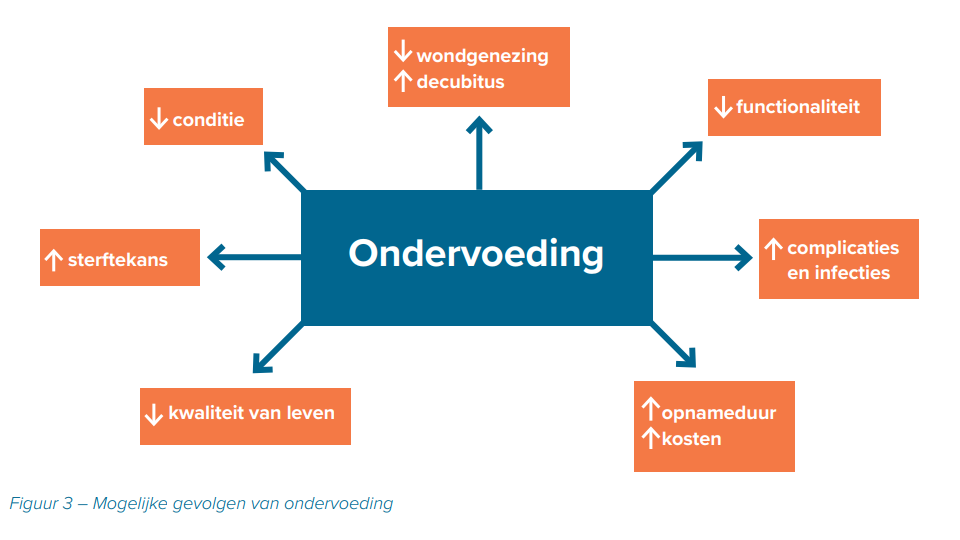 ↓ wondgenezing
↑ decubitus
↓ conditie
↓ functionaliteit
Ondervoeding
↑ sterftekans
↑ complicaties
en infecties
↓ kwaliteit van leven
↑ opnameduur
↑ kosten
Figuur 3 – Mogelijke gevolgen van ondervoeding